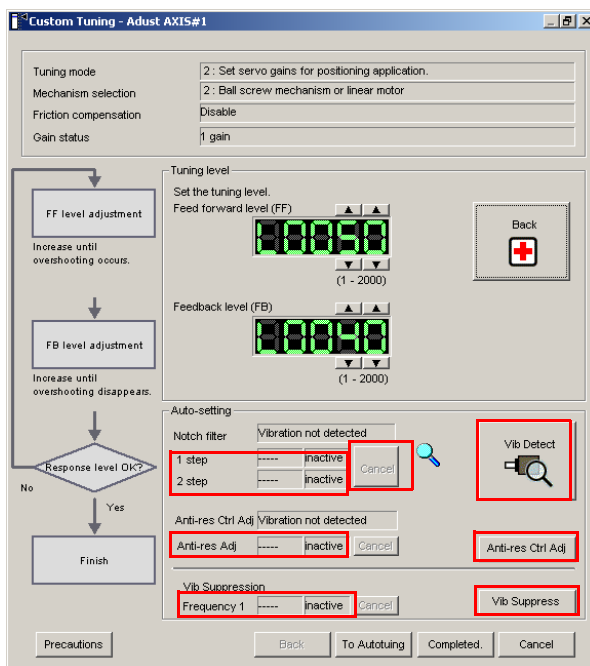 Custom Tuning - Adust AXIS#1
Tuning mode
2 : Set servo gains for positioning application.
Mechanism selection
2 : Ball screw mechanism or linear motor
Friction compensation
Disable
Gain status
1 gain
FF level adjustment
Increase until
overshooting occurs.
FB level adjustment
Increase until
overshooting disappears.
Response level OK?
No
Yes
Finish
Tuning level
Set the tuning level.
Feed forward level (FF)
L0050
(1 - 2000)
Feedback level (FB)
L0040
(1 - 2000)
Back
Auto-setting
Notch filter
Vibration not detected
1 step ----- inactive
2 step ----- inactive
Cancel
Vib Detect
Anti-res Ctrl Adj Vibration not detected
Anti-res Adj ----- inactive Cancel
Anti-res Ctrl Adj
Vib Suppression
Frequency 1 ----- inactive Cancel
Vib Suppress
Precautions
Back
To Autotuing
Completed.
Cancel